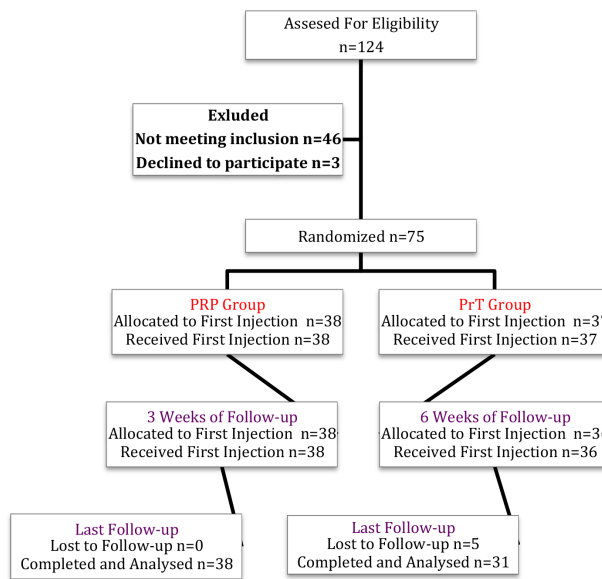 Assesed For Eligibility
n=124
Exluded
Not meeting inclusion n=46
Declined to participate n=3
Randomized n=75
PRP Group
Allocated to First Injection n=38
Received First Injection n=38
PrT Group
Allocated to First Injection n=37
Received First Injection n=37
3 Weeks of Follow-up
Allocated to First Injection n=38
Received First Injection n=38
6 Weeks of Follow-up
Allocated to First Injection n=3
Received First Injection n=36
Last Follow-up
Lost to Follow-up n=0
Completed and Analysed n=38
Last Follow-up
Lost to Follow-up n=5
Completed and Analysed n=31